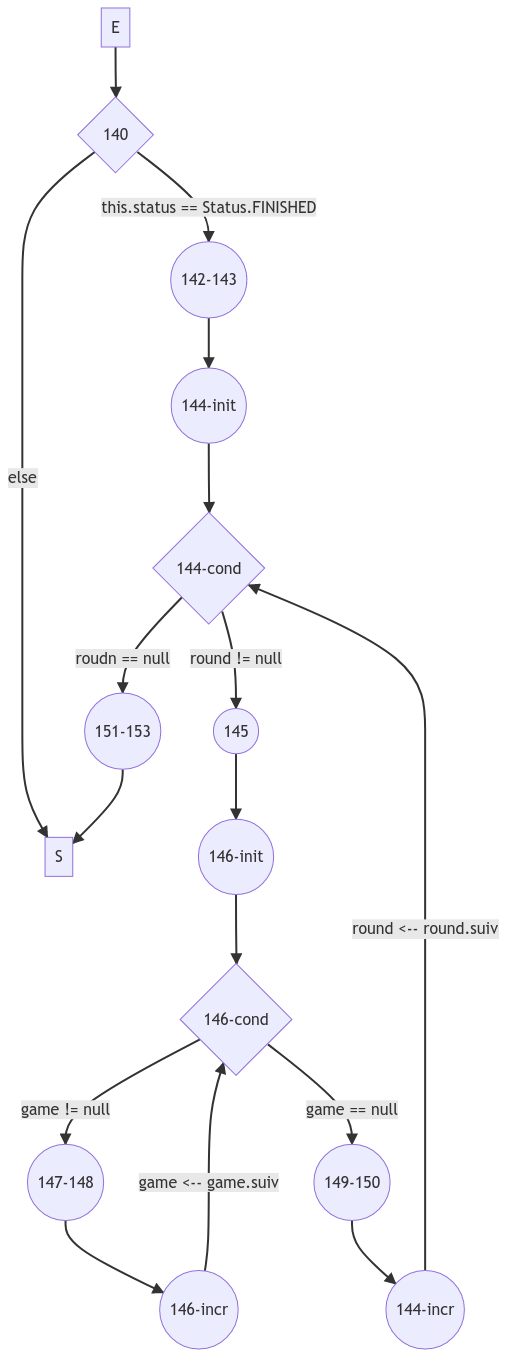 E
140
this.status == Status.FINISHED
142-143
144-init
else
144-cond
roudn == null
round != null
151-153
145
S
146-init
round <-- round.suiv
146-cond
game != null
game == null
147-148
game <-- game.suiv
149-150
146-incr
144-incr